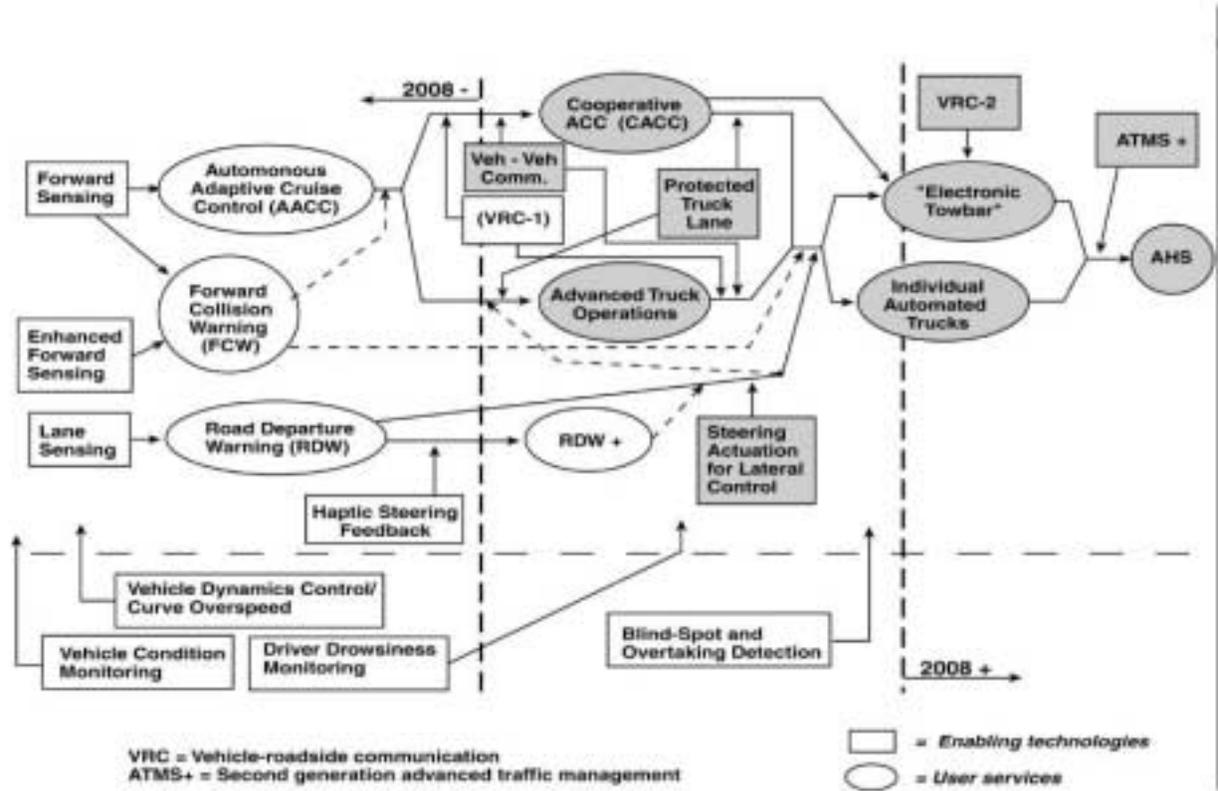 2008 -
Cooperative
ACC (CACC)
VRC-2
ATMS +
Forward
Sensing
Automonous
Adaptive Cruise
Control (AACC)
Veh - Veh
Comm.
Protected
Truck
Lane
"Electronic
Towbar"
(VRC-1)
AHS
Forward
Collision
Warning
(FCW)
Advanced Truck
Operations
Individual
Automated
Trucks
Enhanced
Forward
Sensing
Lane
Sensing
Road Departure
Warning (RDW)
RDW +
Steering
Actuation
for Lateral
Control
Haptic Steering
Feedback
Vehicle Dynamics Control/
Curve Overspeed
Vehicle Condition
Monitoring
Driver Drowsiness
Monitoring
Blind-Spot and
Overtaking Detection
2008 +
VRC = Vehicle-roadside communication
ATMS+ = Second generation advanced traffic management
= Enabling technologies
= User services